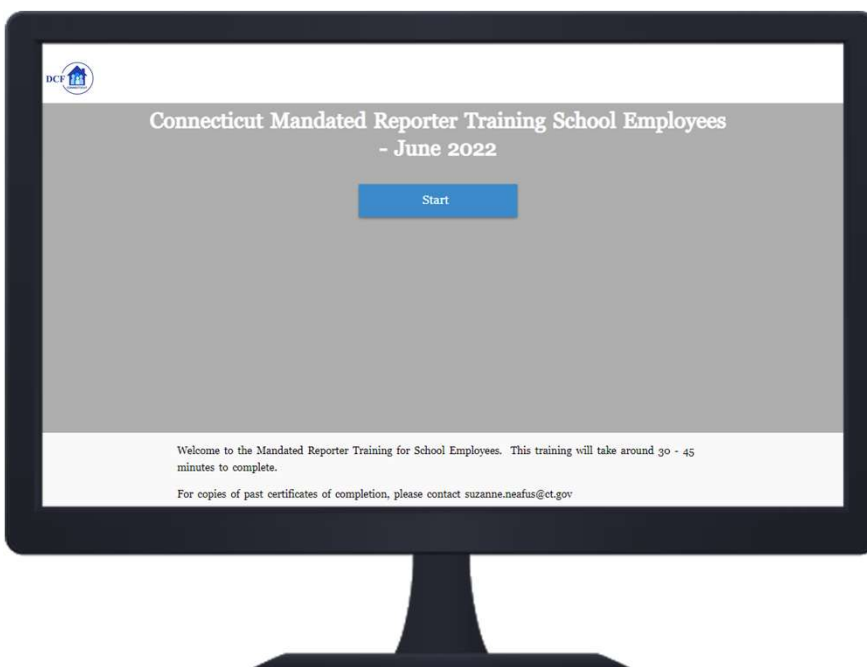 DCF
CONNECTICUT
Connecticut Mandated Reporter Training School Employees
- June 2022
Start
Welcome to the Mandated Reporter Training for School Employees. This training will take around 30 - 45
minutes to complete.
For copies of past certificates of completion, please contact suzanne.neafus@ct.gov